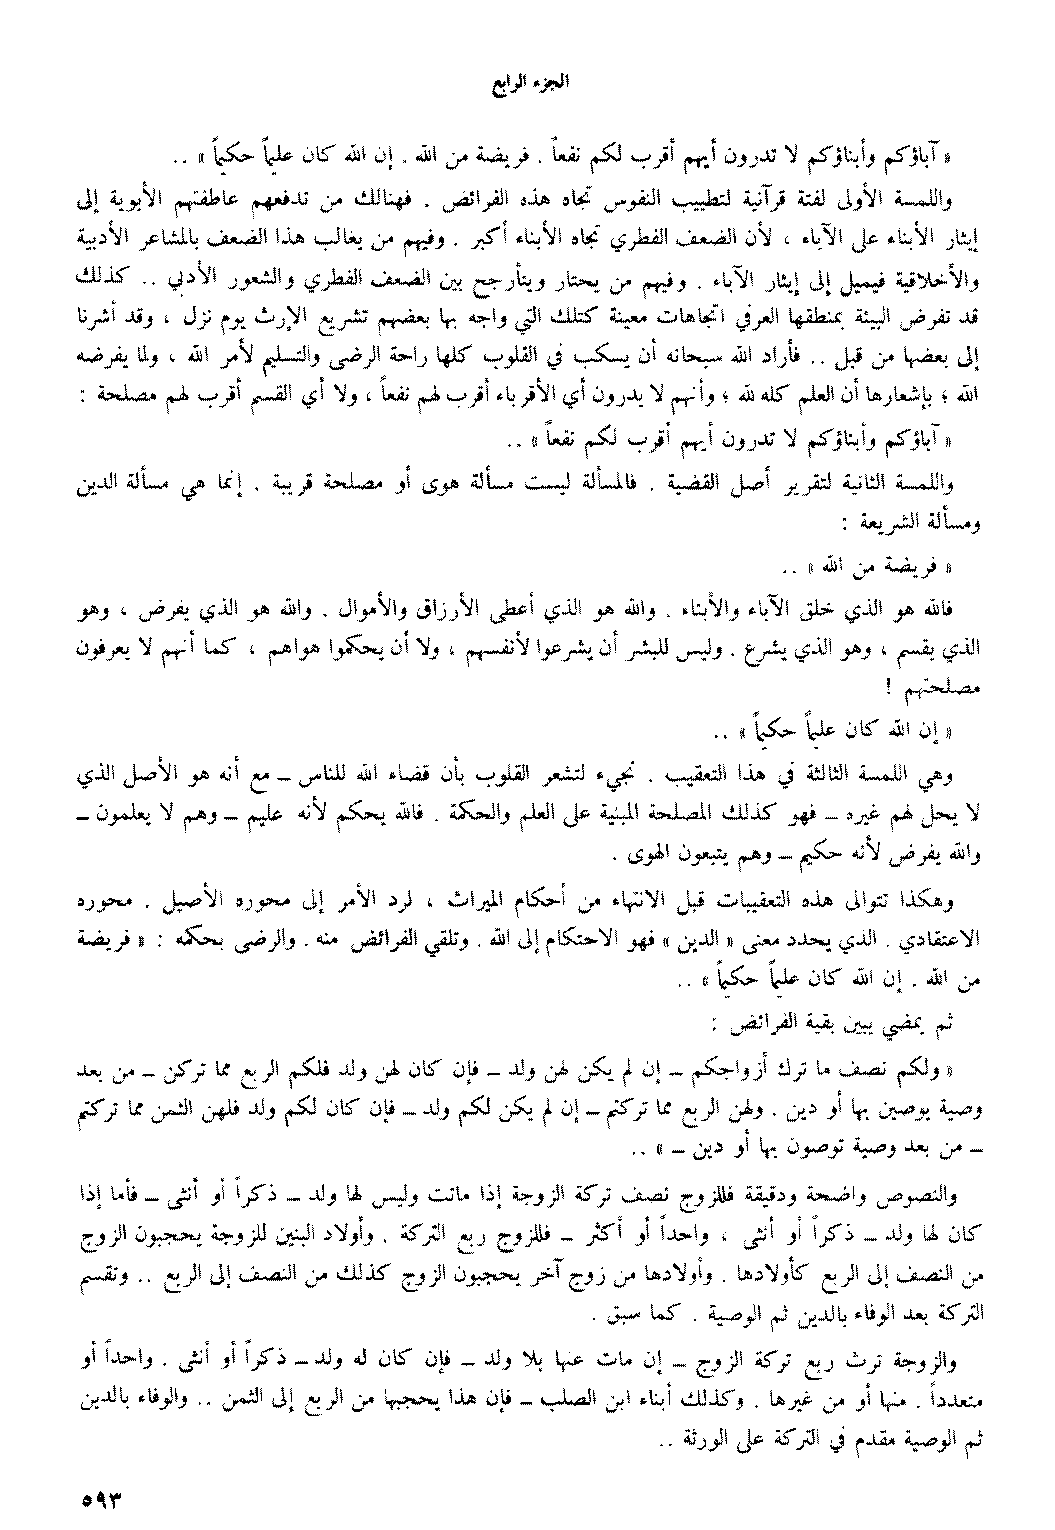 الجزء الرابع
« آباؤكم وأبناؤكم لا تدرون أيهم أقرب لكم نفعاً . فريضة من الله . إن الله كان عليماً حكيماً » ..
واللمسة الأولى لفتة قرآنية لتطييب النفوس تجاه هذه الفرائض . فهنالك من تدفعهم عاطفتهم الأبوية إلى
إيثار الأبناء على الآباء ، لأن الضعف الفطري تجاه الأبناء أكبر . وفيهم من يغالب هذا الضعف بالمشاعر الأدبية
والأخلاقية فيميل إلى إيثار الآباء . وفيهم من يحتار ويتأرجح بين الضعف الفطري والشعور الأدبي .. كذلك
قد تفرض البيئة بمنطقها العرفي اتجاهات معينة كتلك التي واجه بها بعضهم تشريع الإرث يوم نزل ، وقد أشرنا
إلى بعضها من قبل .. فأراد الله سبحانه أن يسكب في القلوب كلها راحة الرضى والتسليم لأمر الله ، ولما يفرضه
الله ؛ بإشعارها أن العلم كله لله ؛ وأنهم لا يدرون أي الأقرباء أقرب لهم نفعاً ، ولا أي القسم أقرب لهم مصلحة :
« آباؤكم وأبناؤكم لا تدرون أيهم أقرب لكم نفعاً » ..
واللمسة الثانية لتقرير أصل القضية . فالمسألة ليست مسألة هوى أو مصلحة قريبة . إنما هي مسألة الدين
ومسألة الشريعة :
« فريضة من الله » ..
فالله هو الذي خلق الآباء والأبناء . والله هو الذي أعطى الأرزاق والأموال . والله هو الذي يفرض ، وهو
الذي يقسم ، وهو الذي يشرع . وليس للبشر أن يشرعوا لأنفسهم ، ولا أن يحكموا هواهم ، كما أنهم لا يعرفون
مصلحتهم !
« إن الله كان عليماً حكيماً » ..
وهي اللمسة الثالثة في هذا التعقيب . تجيء لتشعر القلوب بأن قضاء الله للناس – مع أنه هو الأصل الذي
لا يحل لهم غيره – فهو كذلك المصلحة المبنية على العلم والحكمة . فالله يحكم لأنه عليم – وهم لا يعلمون –
والله يفرض لأنه حكيم – وهم يتبعون الهوى .
وهكذا تتوالى هذه التعقيبات قبل الانتهاء من أحكام الميراث ، لرد الأمر إلى محوره الأصيل . محوره
الاعتقادي . الذي يحدد معنى « الدين » فهو الاحتكام إلى الله . وتلقي الفرائض منه . والرضى بحكمه : « فريضة
من الله . إن الله كان عليماً حكيماً » ..
ثم يمضي يبين بقية الفرائض :
« ولكم نصف ما ترك أزواجكم – إن لم يكن لهن ولد – فإن كان لهن ولد فلكم الربع مما تركن – من بعد
وصية يوصين بها أو دين . ولهن الربع مما تركتم – إن لم يكن لكم ولد – فإن كان لكم ولد فلهن الثمن مما تركتم
– من بعد وصية توصون بها أو دين – » ..
والنصوص واضحة ودقيقة فللزوج نصف تركة الزوجة إذا ماتت وليس لها ولد – ذكراً أو أنثى – فأما إذا
كان لها ولد – ذكراً أو أنثى ، واحداً أو أكثر – فللزوج ربع التركة . وأولاد البنين للزوجة يحجبون الزوج
من النصف إلى الربع كأولادها . وأولادها من زوج آخر يحجبون الزوج كذلك من النصف إلى الربع .. وتقسم
التركة بعد الوفاء بالدين ثم الوصية . كما سبق .
والزوجة ترث ربع تركة الزوج – إن مات عنها بلا ولد – فإن كان له ولد – ذكراً أو أنثى . واحداً أو
متعدداً . منها أو من غيرها . وكذلك أبناء ابن الصلب – فإن هذا يحجبها من الربع إلى الثمن .. والوفاء بالدين
ثم الوصية مقدم في التركة على الورثة ..
٥٩٣